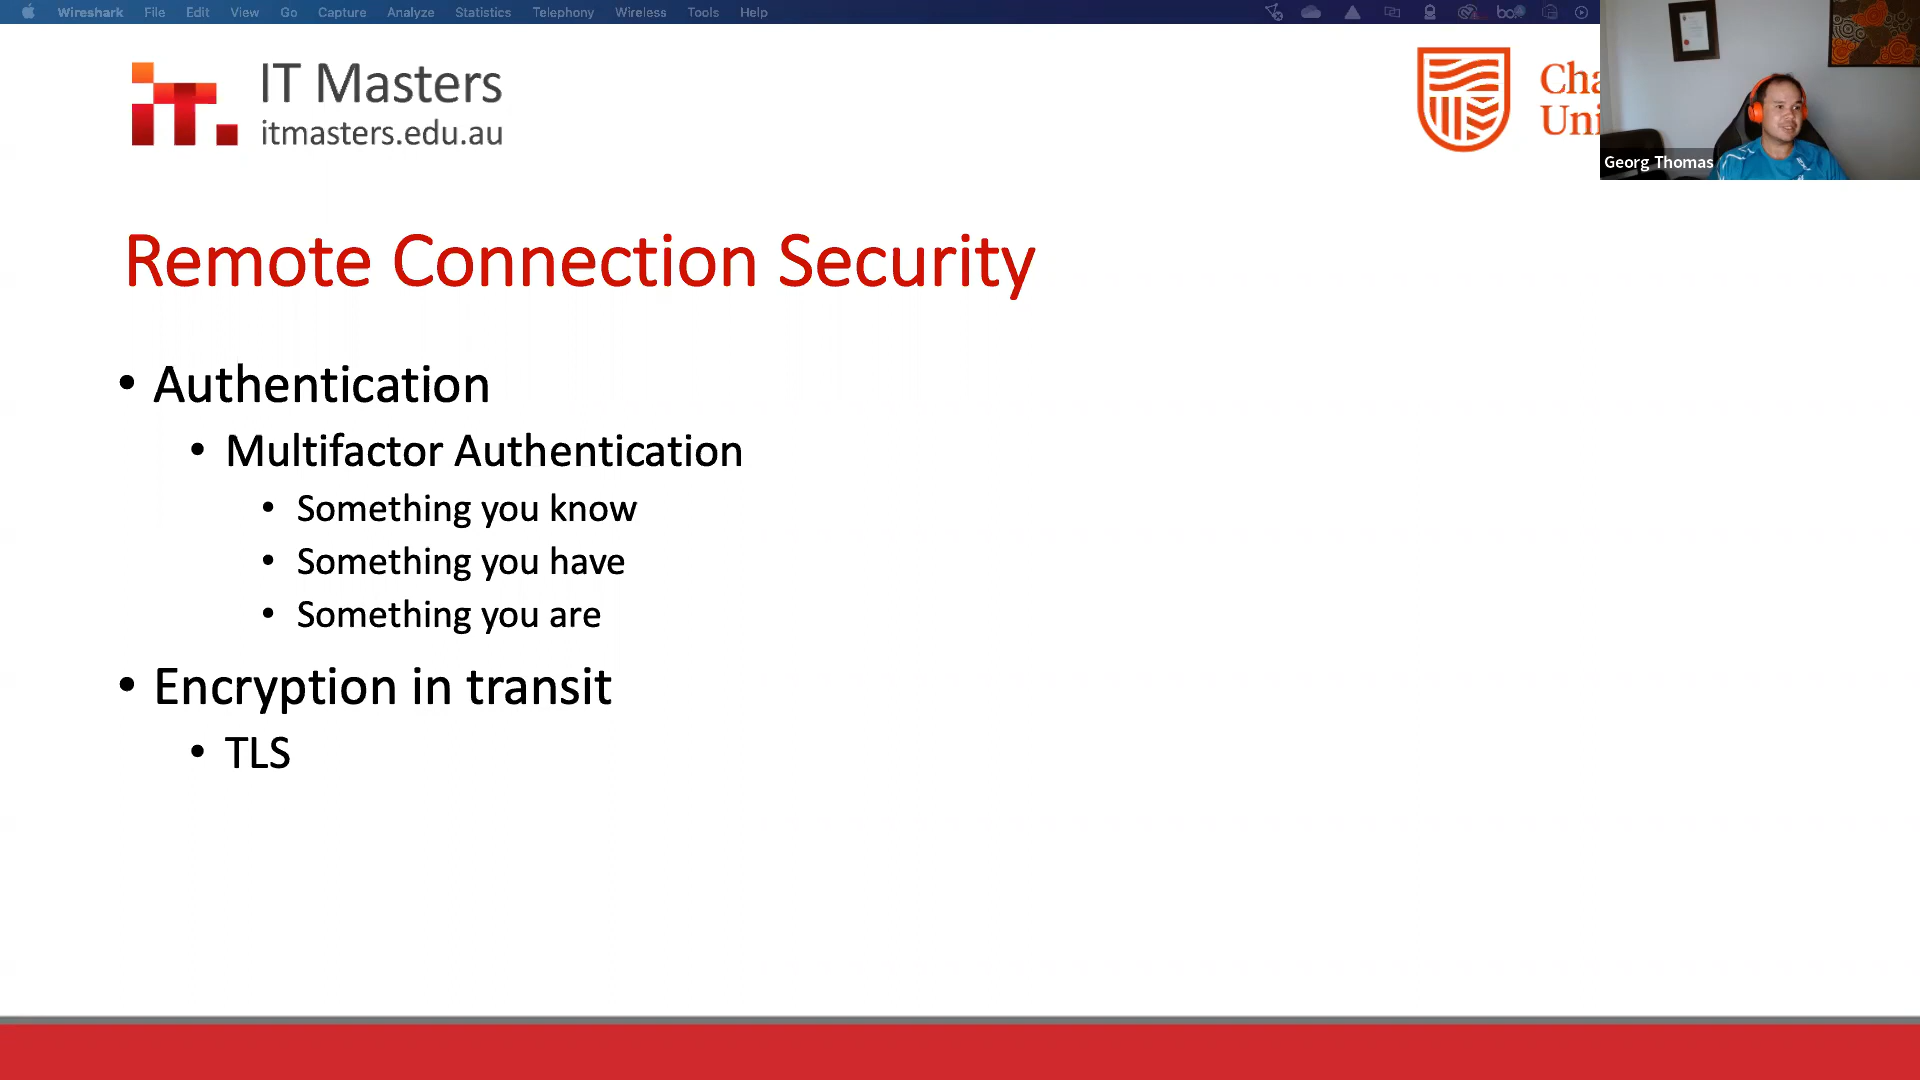 Wireshark File Edit View Go Capture Analyze Statistics Telephony Wireless Tools Help
IT Masters
itmasters.edu.au
Cha
Uni
Georg Thomas
Remote Connection Security
• Authentication
• Multifactor Authentication
• Something you know
• Something you have
• Something you are
• Encryption in transit
• TLS